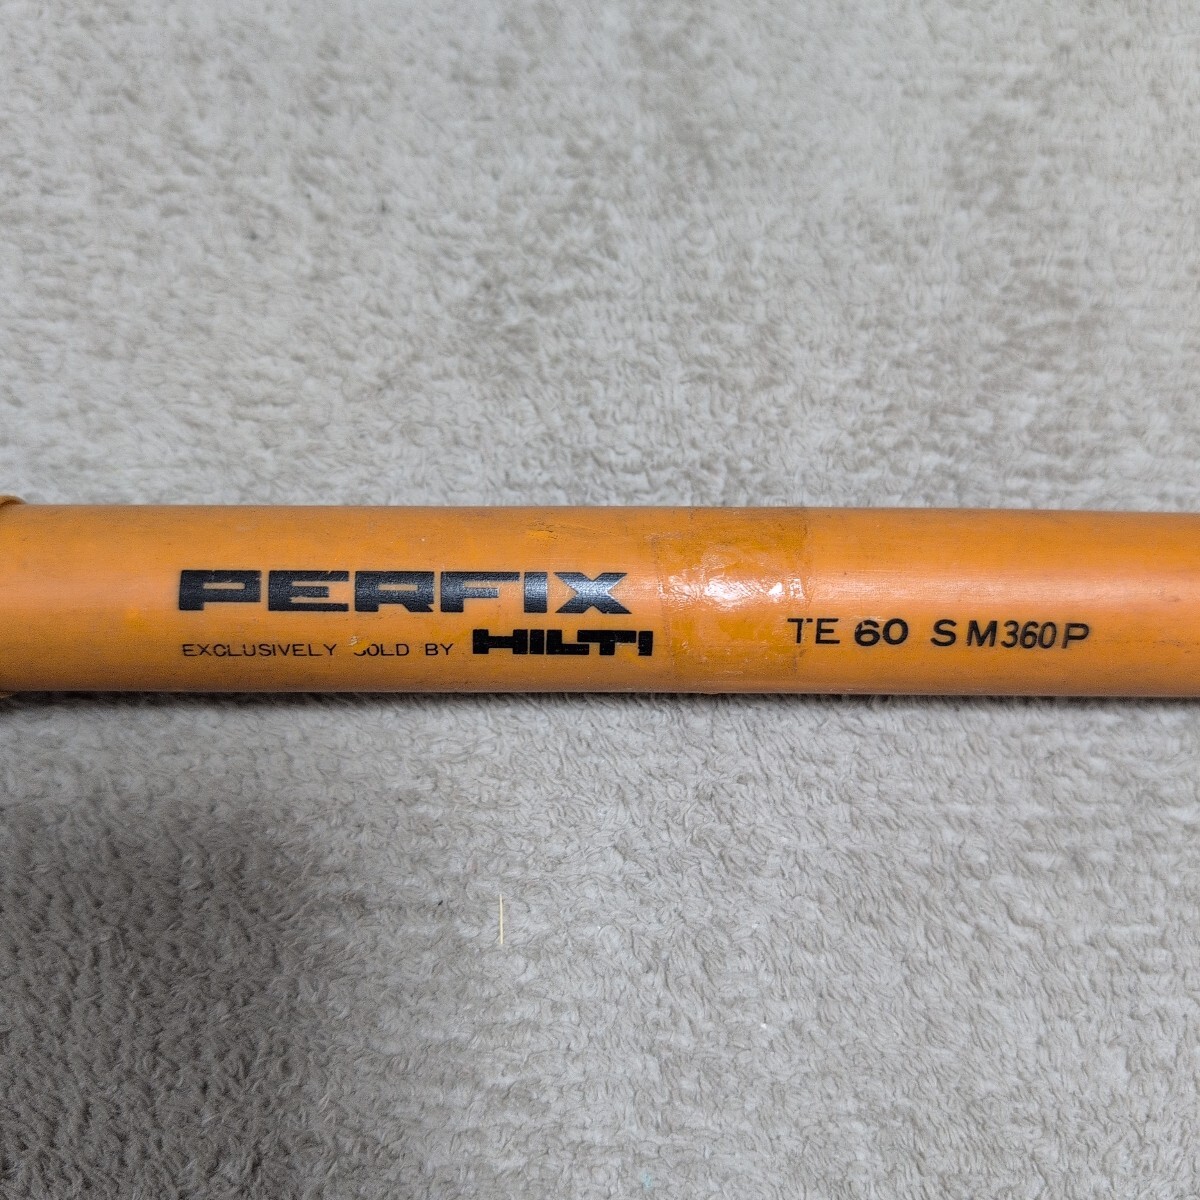 PERFIX
EXCLUSIVELY SOLD BY HILTI
TE 60 S M360P